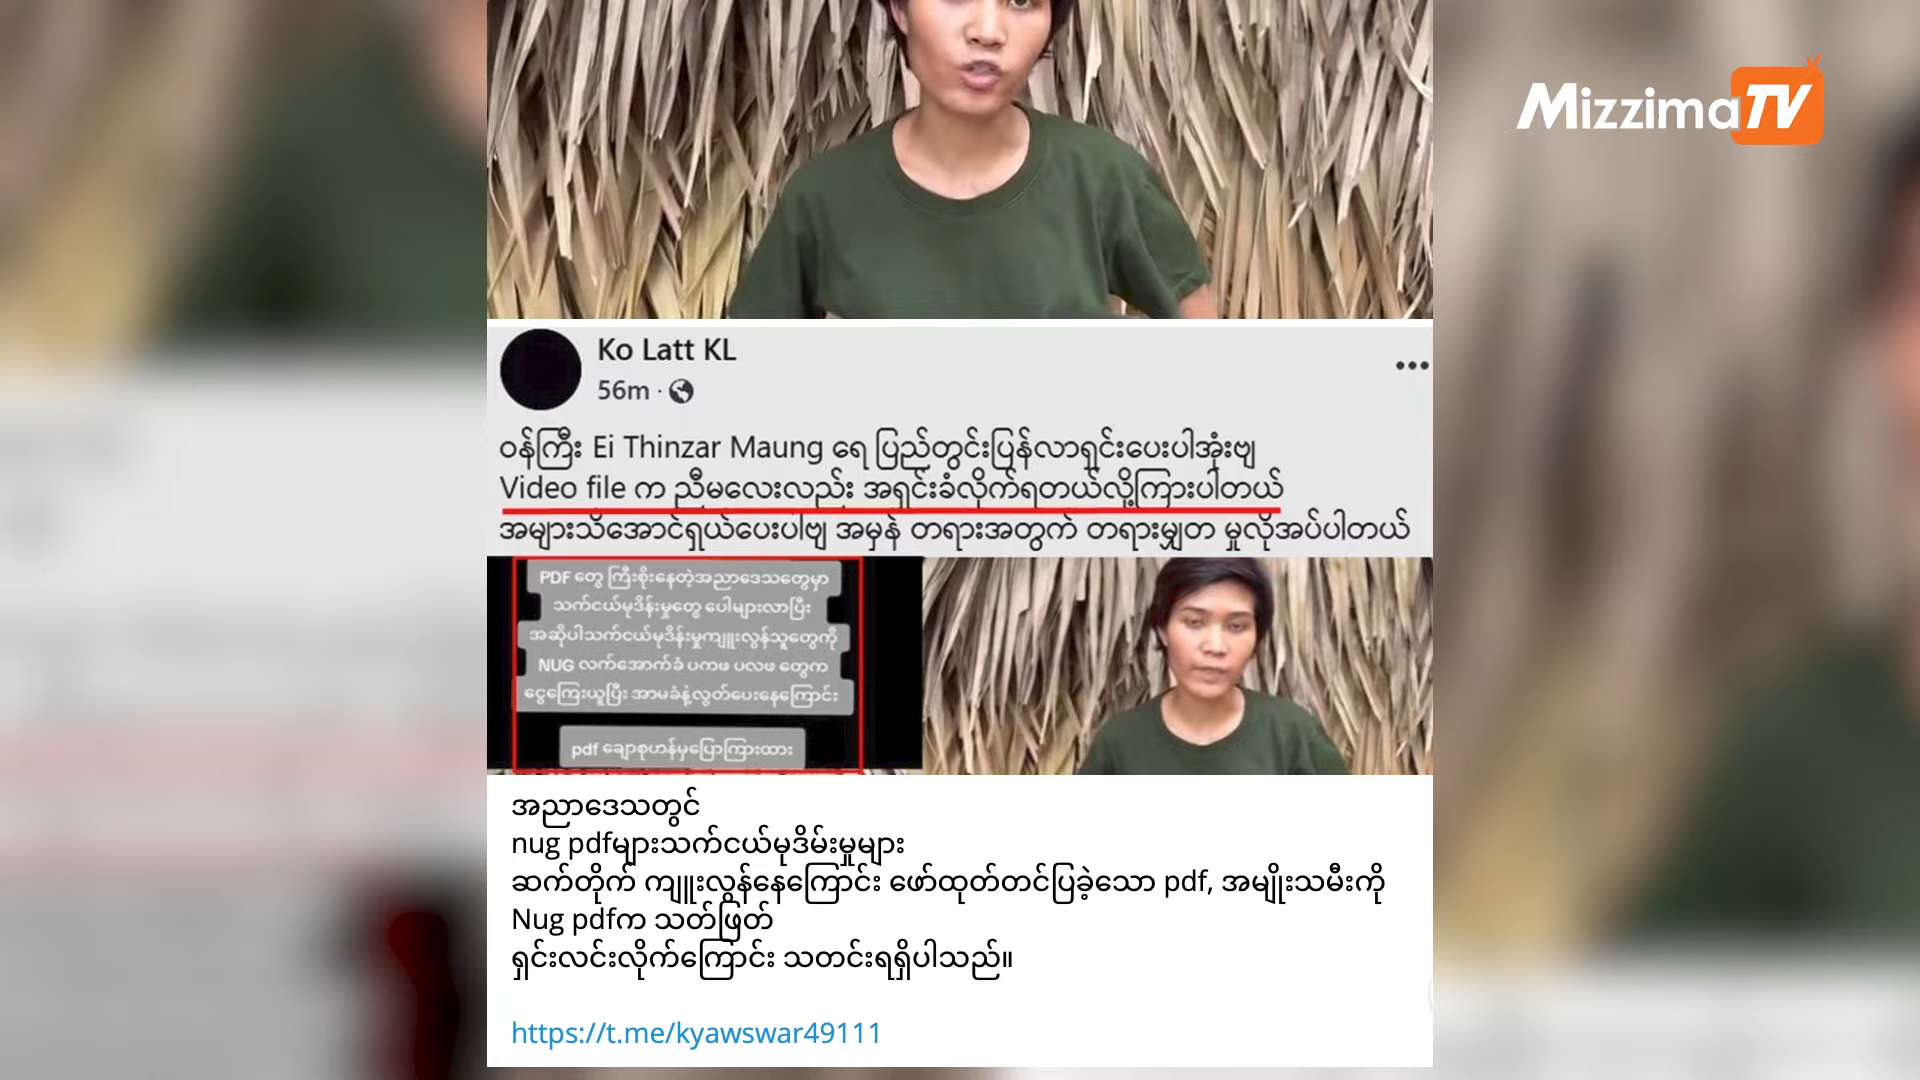 MizzimaTV
Ko Latt KL
56m ·
ဝန်ကြီး Ei Thinzar Maung ရေ ပြည်တွင်းပြန်လာရှင်းပေးပါအုံးဗျ
Video file က ညီမလေးလည်း အရှင်းခံလိုက်ရတယ်လို့ကြားပါတယ်
အများသိအောင်ရှယ်ပေးပါဗျ အမှန် တရားအတွက် တရားမျှတ မှုလိုအပ်ပါတယ်
PDF တွေ ကြီးစိုးနေတဲ့အညာဒေသတွေမှာ
သက်ငယ်မုဒိန်းမှုတွေ ပေါများလာပြီး
အဆိုပါသက်ငယ်မုဒိန်းမှုကျူးလွန်သူတွေကို
NUG လက်အောက်ခံ ပကဖ ပလဖ တွေက
ငွေကြေးယူပြီး အာမခံနဲ့လွှတ်ပေးနေကြောင်း
pdf ချောစုဟန်မှပြောကြားထား
အညာဒေသတွင်
nug pdfများသက်ငယ်မုဒိမ်းမှုများ
ဆက်တိုက် ကျူးလွန်နေကြောင်း ဖော်ထုတ်တင်ပြခဲ့သော pdf, အမျိုးသမီးကို
Nug pdfက သတ်ဖြတ်
ရှင်းလင်းလိုက်ကြောင်း သတင်းရရှိပါသည်။
https://t.me/kyawswar49111